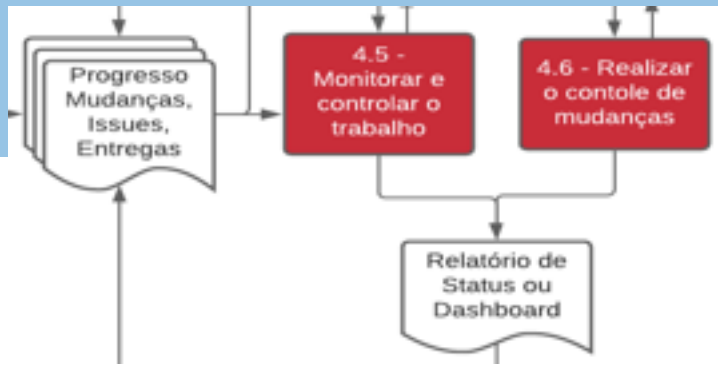 Progresso
Mudanças,
Issues,
Entregas
4.5 -
Monitorar e
controlar o
trabalho
4.6 - Realizar
o contole de
mudanças
Relatório de
Status ou
Dashboard